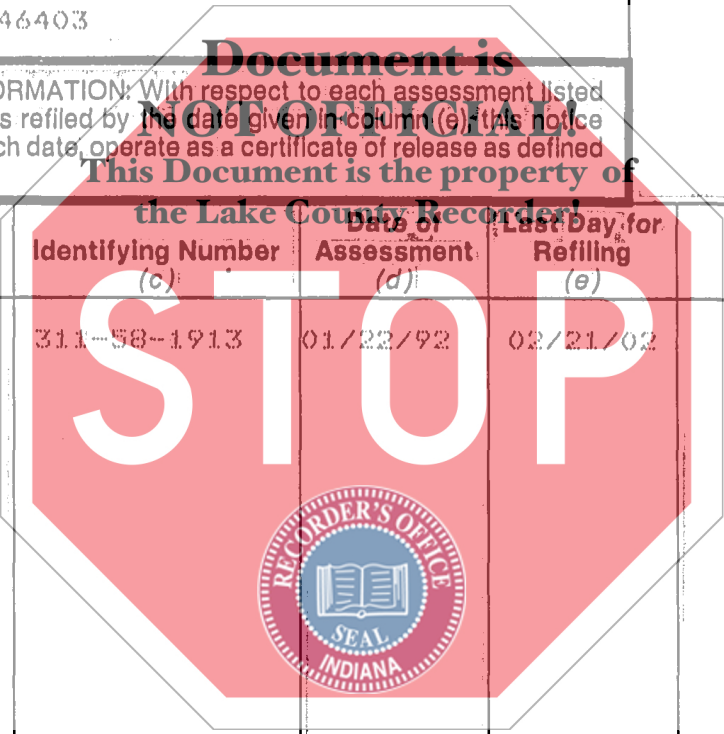 46403
Document is
ORMATION: With respect to each assessment listed
NOT OFFICIAL!
s refiled by the date given in column (e), this notice
ch date, operate as a certificate of release as defined
This Document is the property of
the Lake County Recorder!
Identifying Number (c)
Date of Assessment (d)
Last Day for Refiling (e)
311-58-1913 01/22/92 02/21/02
STOP
RECORDER'S OFFICE
SEAL
INDIANA